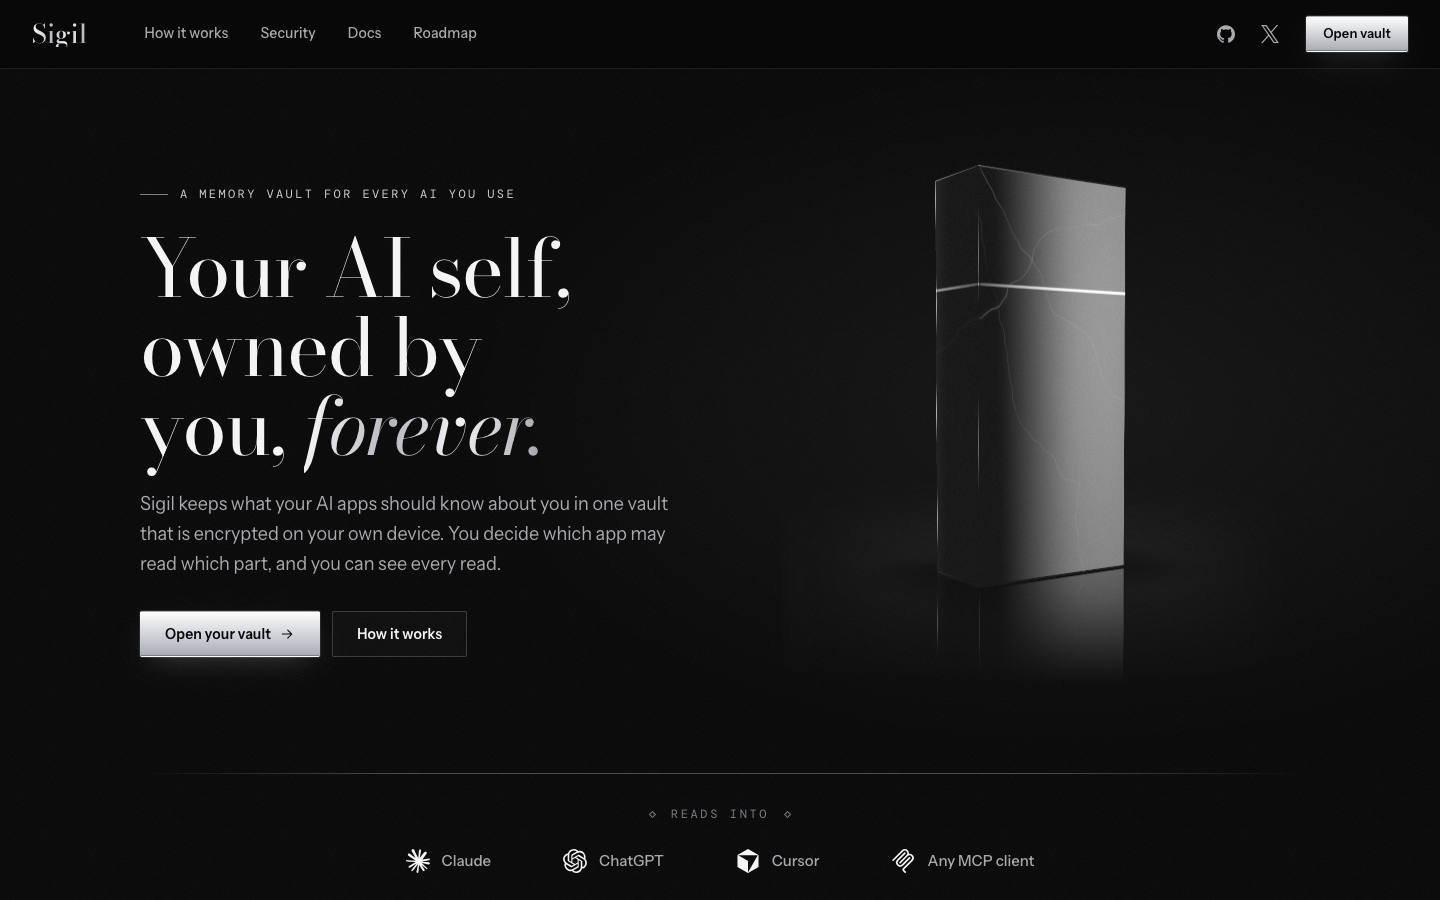 Sigil
How it works
Security
Docs
Roadmap
Open vault
A MEMORY VAULT FOR EVERY AI YOU USE
Your AI self,
owned by
you, forever.
Sigil keeps what your AI apps should know about you in one vault
that is encrypted on your own device. You decide which app may
read which part, and you can see every read.
Open your vault →
How it works
READS INTO
Claude
ChatGPT
Cursor
Any MCP client